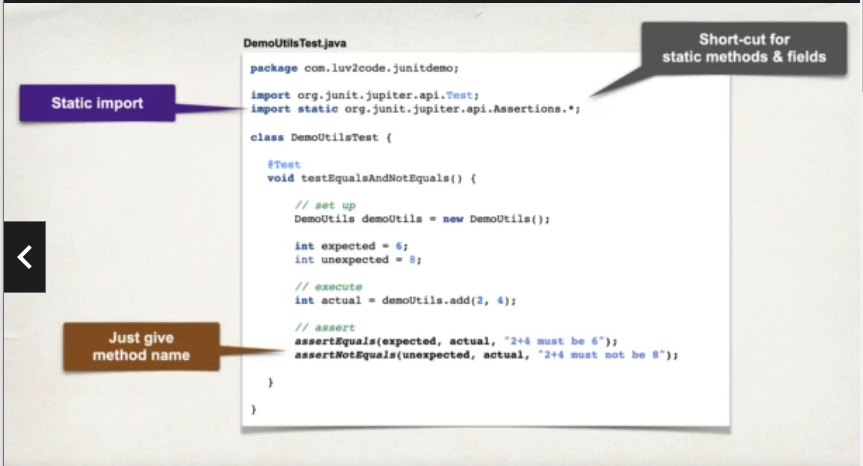 DemoUtilsTest.java
Short-cut for
static methods & fields
Static import
package com.luv2code.junitdemo;
import org.junit.jupiter.api.Test;
import static org.junit.jupiter.api.Assertions.*;
class DemoUtilsTest {
@Test
void testEqualsAndNotEquals() {
// set up
DemoUtils demoUtils = new DemoUtils();
int expected = 6;
int unexpected = 8;
// execute
int actual = demoUtils.add(2, 4);
// assert
assertEquals(expected, actual, "2+4 must be 6");
assertNotEquals(unexpected, actual, "2+4 must not be 8");
}
}
Just give
method name